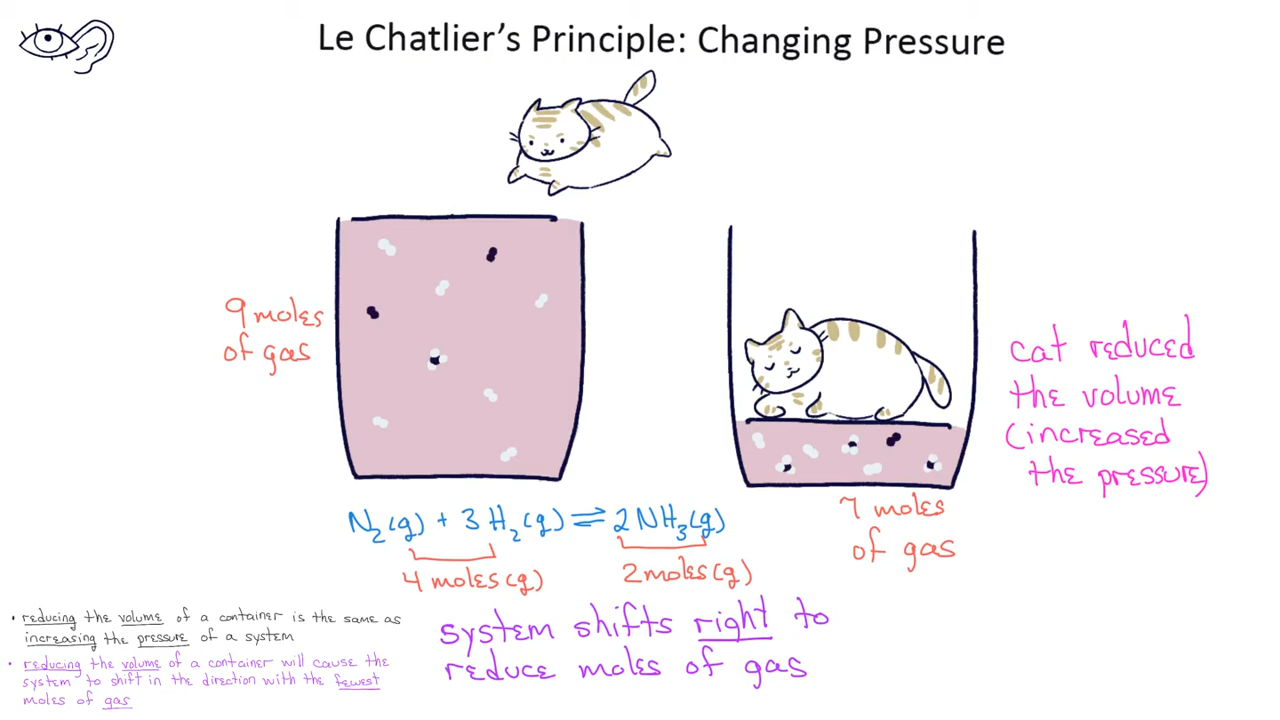 Le Chatlier's Principle: Changing Pressure
9 moles
of gas
cat reduced
the volume
(increased
the pressure)
7 moles
of gas
N₂(g) + 3 H₂(g) ⇌ 2 NH₃(g)
4 moles(g)
2 moles(g)
system shifts right to
reduce moles of gas
• reducing the volume of a container is the same as
increasing the pressure of a system
• reducing the volume of a container will cause the
system to shift in the direction with the fewest
moles of gas